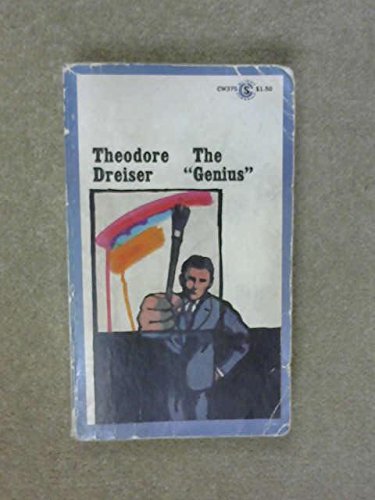 CW375 $1.50
Theodore The
Dreiser "Genius"